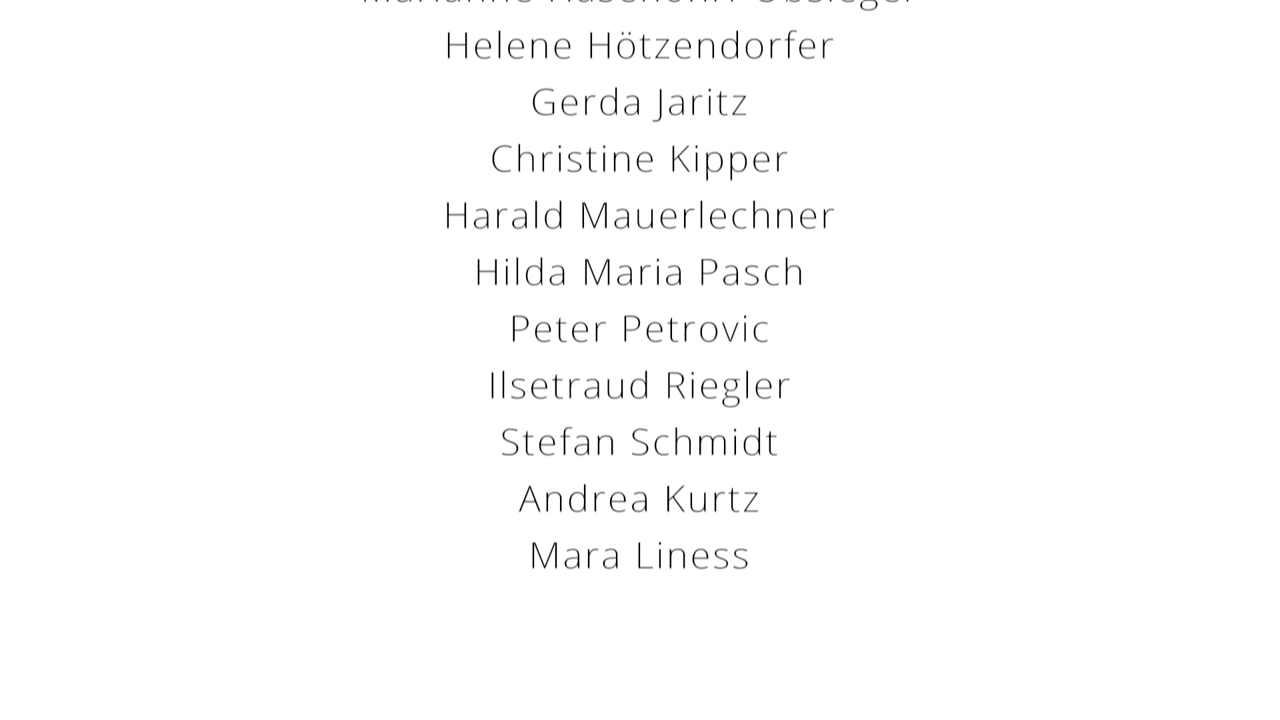 Helene Hötzendorfer
Gerda Jaritz
Christine Kipper
Harald Mauerlechner
Hilda Maria Pasch
Peter Petrovic
Ilsetraud Riegler
Stefan Schmidt
Andrea Kurtz
Mara Liness